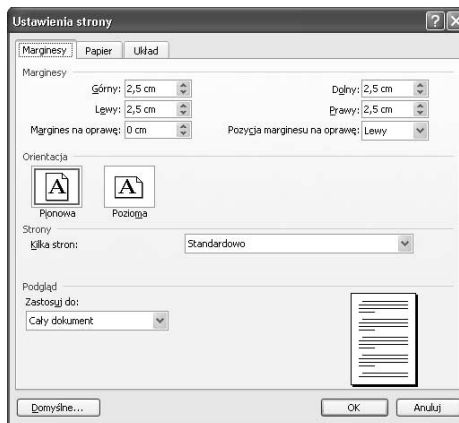 Ustawienia strony
Marginesy Papier Układ
Marginesy
Górny: 2,5 cm Dolny: 2,5 cm
Lewy: 2,5 cm Prawy: 2,5 cm
Margines na oprawę: 0 cm Pozycja marginesu na oprawę: Lewy
Orientacja
A A
Pionowa Pozioma
Strony
Kilka stron: Standardowo
Podgląd
Zastosuj do:
Cały dokument
Domyślne... OK Anuluj